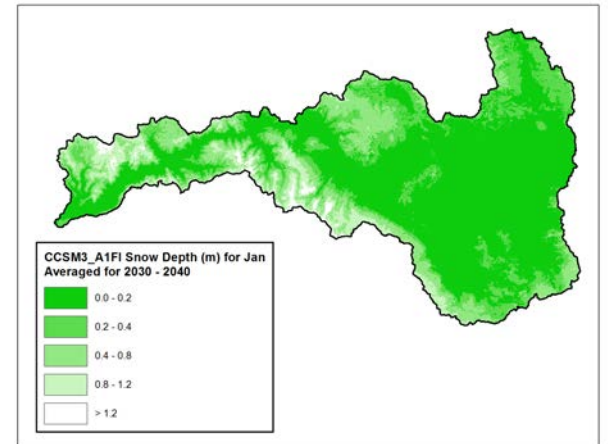 CCSM3_A1FI Snow Depth (m) for Jan
Averaged for 2030 - 2040
0.0 - 0.2
0.2 - 0.4
0.4 - 0.8
0.8 - 1.2
> 1.2